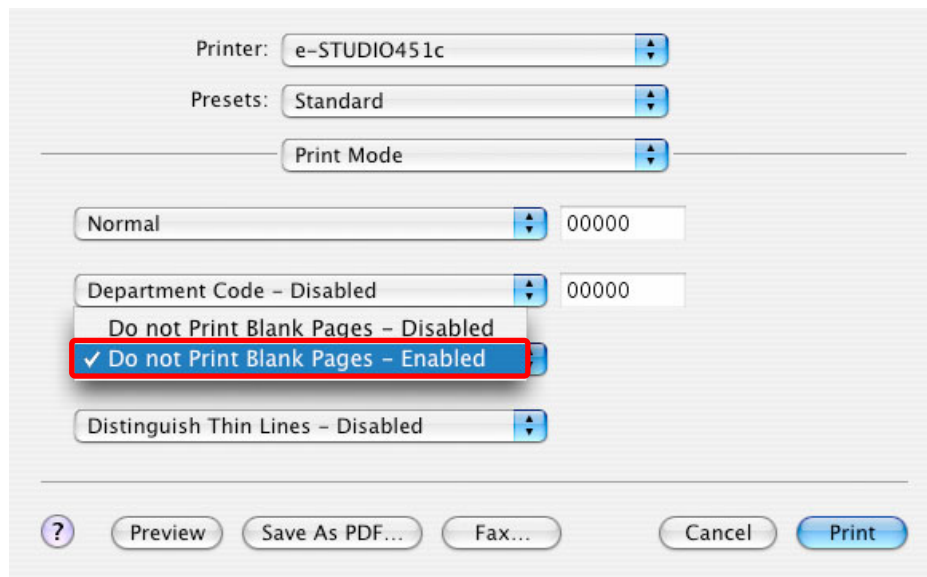 Printer: e-STUDIO451c
Presets: Standard
Print Mode
Normal 00000
Department Code – Disabled 00000
Do not Print Blank Pages – Disabled
✓ Do not Print Blank Pages – Enabled
Distinguish Thin Lines – Disabled
? Preview Save As PDF... Fax... Cancel Print